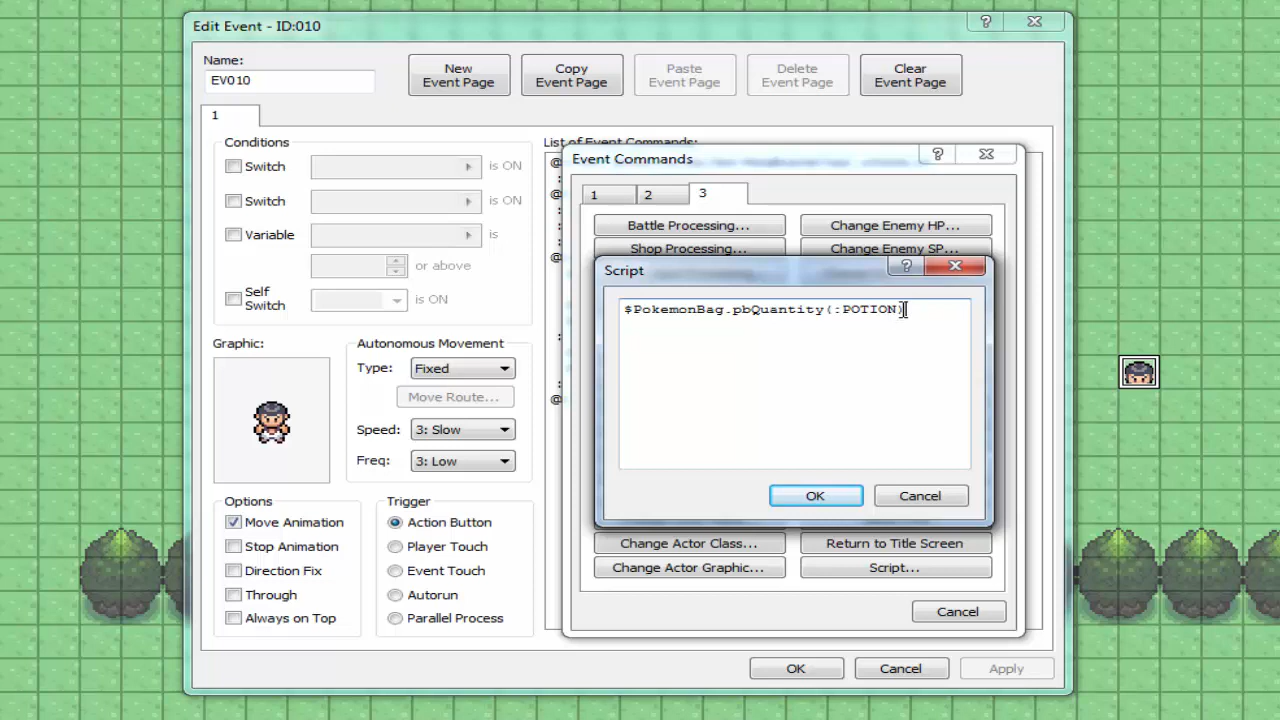 Edit Event - ID:010
Name:
EV010
New
Event Page
Copy
Event Page
Paste
Event Page
Delete
Event Page
Clear
Event Page
1
Conditions
Switch
is ON
Switch
is ON
Variable
is
or above
Self
Switch
is ON
Graphic:
Autonomous Movement
Type:
Fixed
Move Route...
Speed:
3: Slow
Freq:
3: Low
Options
Move Animation
Stop Animation
Direction Fix
Through
Always on Top
Trigger
Action Button
Player Touch
Event Touch
Autorun
Parallel Process
List of Event Commands:
Event Commands
1
2
3
Battle Processing...
Change Enemy HP...
Shop Processing...
Change Enemy SP...
Script
$PokemonBag.pbQuantity(:POTION)
OK
Cancel
Change Actor Class...
Return to Title Screen
Change Actor Graphic...
Script...
Cancel
OK
Cancel
Apply